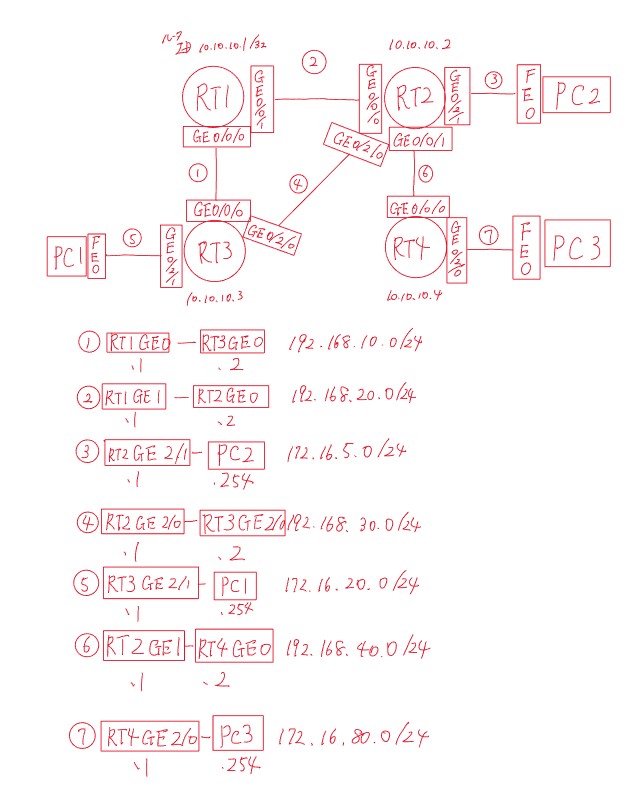 ルータ
ID 10.10.10.1/32
10.10.10.2
②
③
RT1
GE0/0/1
GE0/0/0
RT2
GE0/2/1
FE0
PC2
GE0/0/0
GE0/2/0
GE0/0/1
①
④
⑥
GE0/0/0
GE0/2/0
GE0/0/0
PC1
FE0
⑤
GE0/2/1
RT3
RT4
GE0/2/0
⑦
FE0
PC3
10.10.10.3
10.10.10.4
① RT1GE0 — RT3GE0 192.168.10.0/24
.1 .2
② RT1GE1 — RT2GE0 192.168.20.0/24
.1 .2
③ RT2GE2/1 — PC2 172.16.5.0/24
.1 .254
④ RT2GE2/0 — RT3GE2/0 192.168.30.0/24
.1 .2
⑤ RT3GE2/1 — PC1 172.16.20.0/24
.1 .254
⑥ RT2GE1 — RT4GE0 192.168.40.0/24
.1 .2
⑦ RT4GE2/0 — PC3 172.16.80.0/24
.1 .254